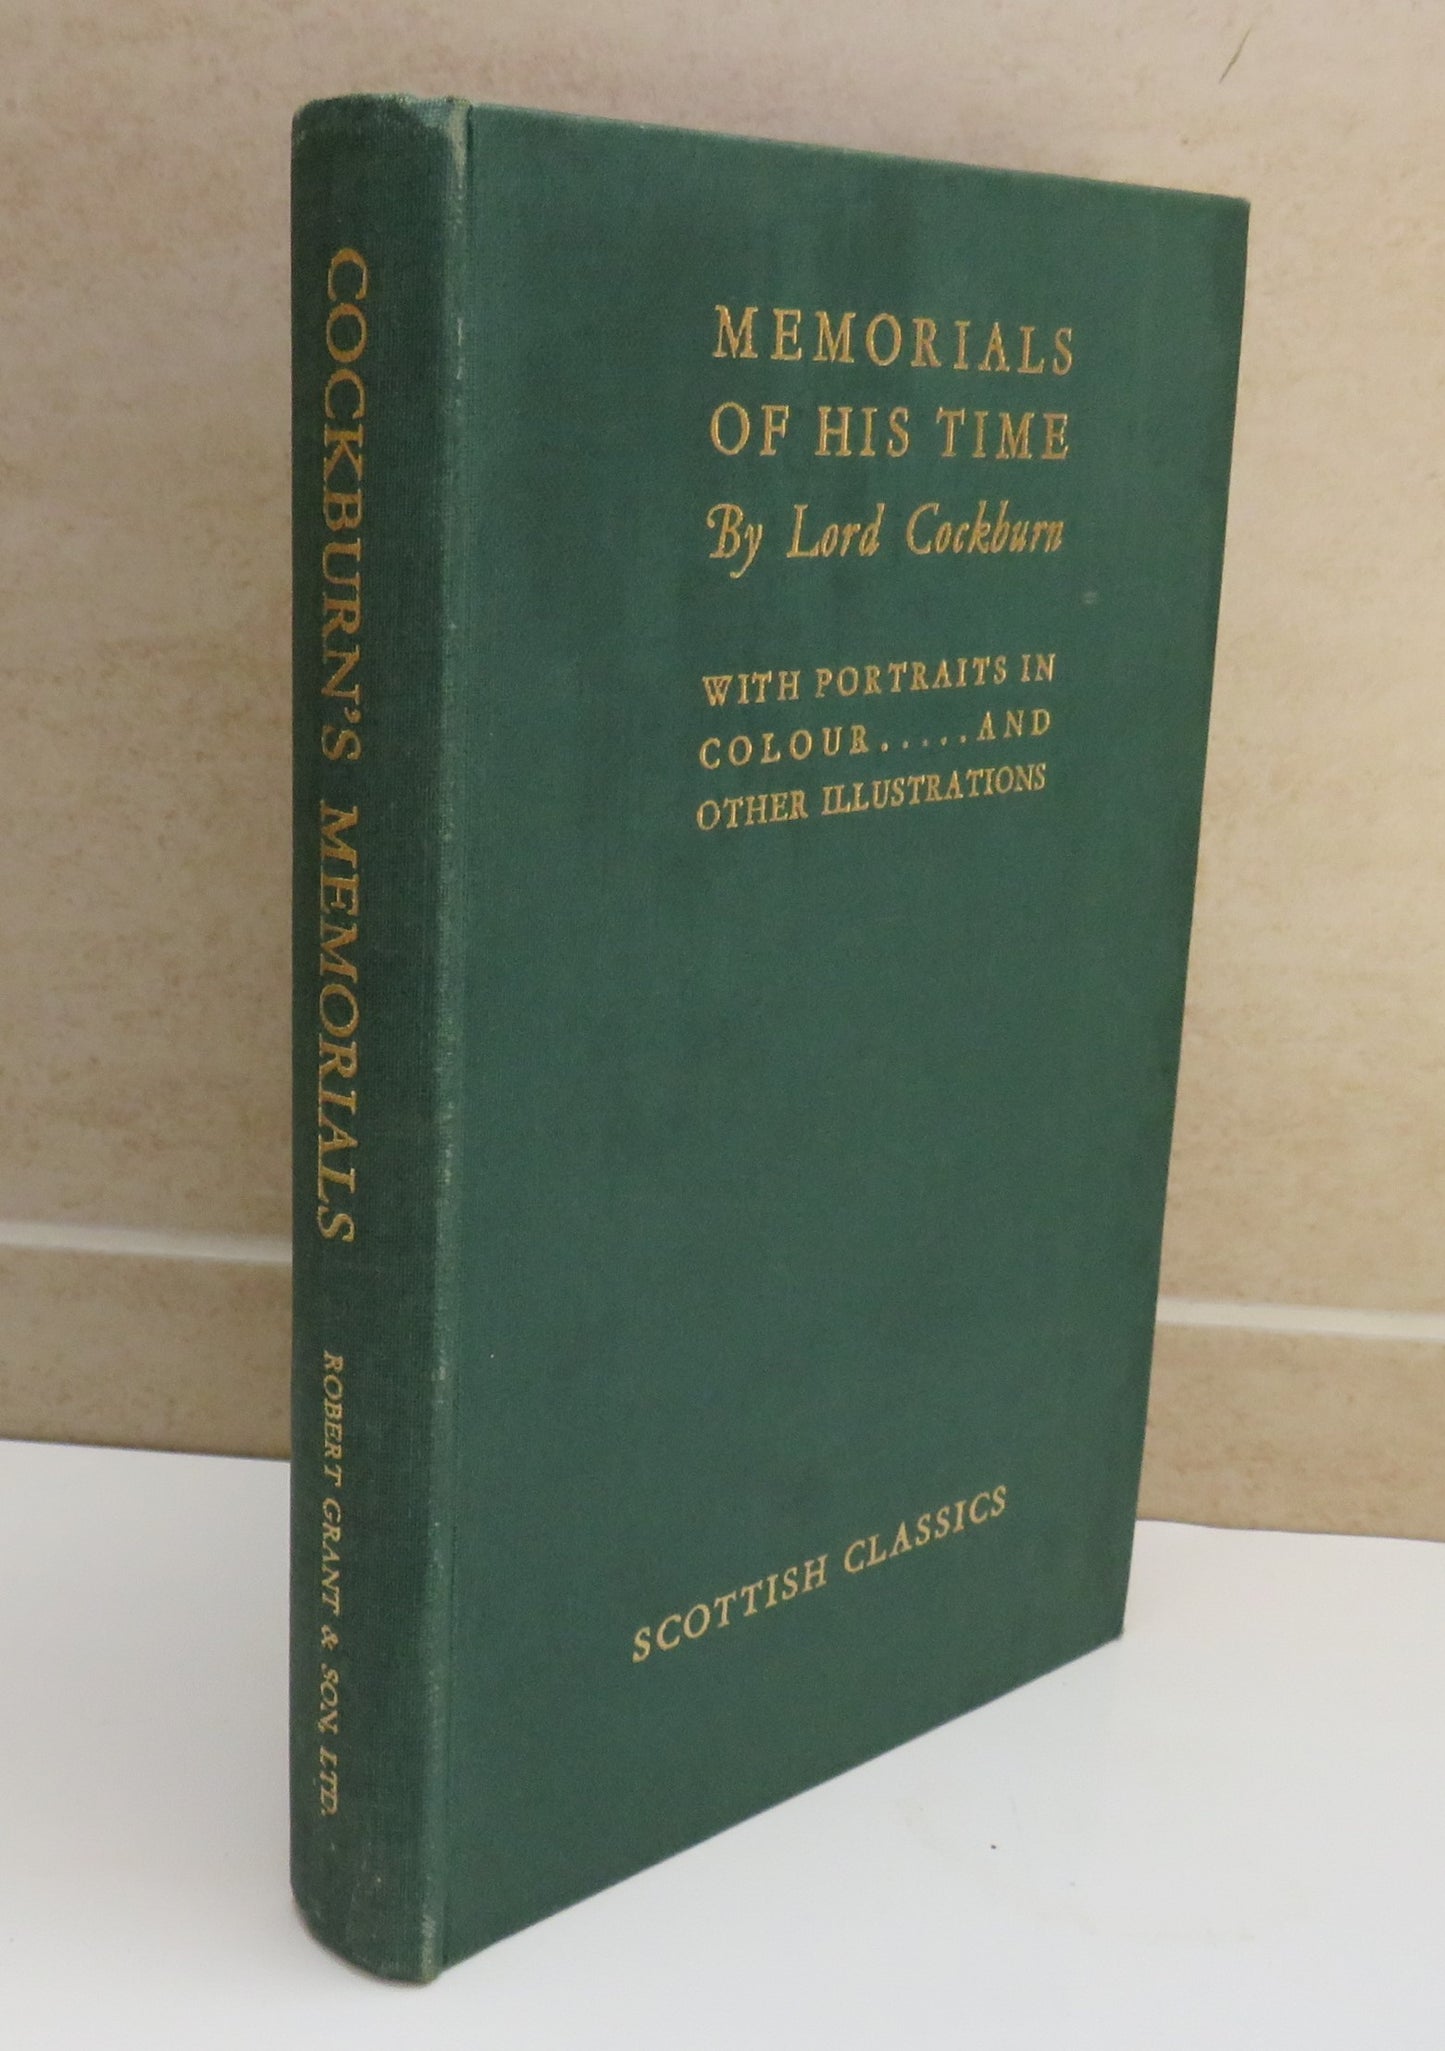 COCKBURN'S MEMORIALS
ROBERT GRANT & SON, LTD.
MEMORIALS
OF HIS TIME
By Lord Cockburn
WITH PORTRAITS IN
COLOUR.....AND
OTHER ILLUSTRATIONS
SCOTTISH CLASSICS